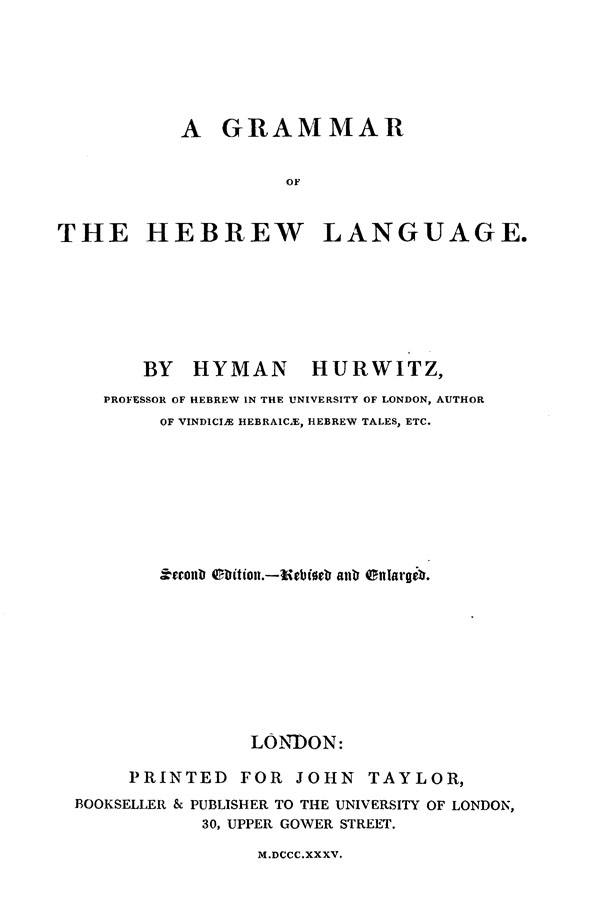 A GRAMMAR
OF
THE HEBREW LANGUAGE.
BY HYMAN HURWITZ,
PROFESSOR OF HEBREW IN THE UNIVERSITY OF LONDON, AUTHOR
OF VINDICIÆ HEBRAICÆ, HEBREW TALES, ETC.
Second Edition.—Revised and Enlarged.
LONDON:
PRINTED FOR JOHN TAYLOR,
BOOKSELLER & PUBLISHER TO THE UNIVERSITY OF LONDON,
30, UPPER GOWER STREET.
M.DCCC.XXXV.